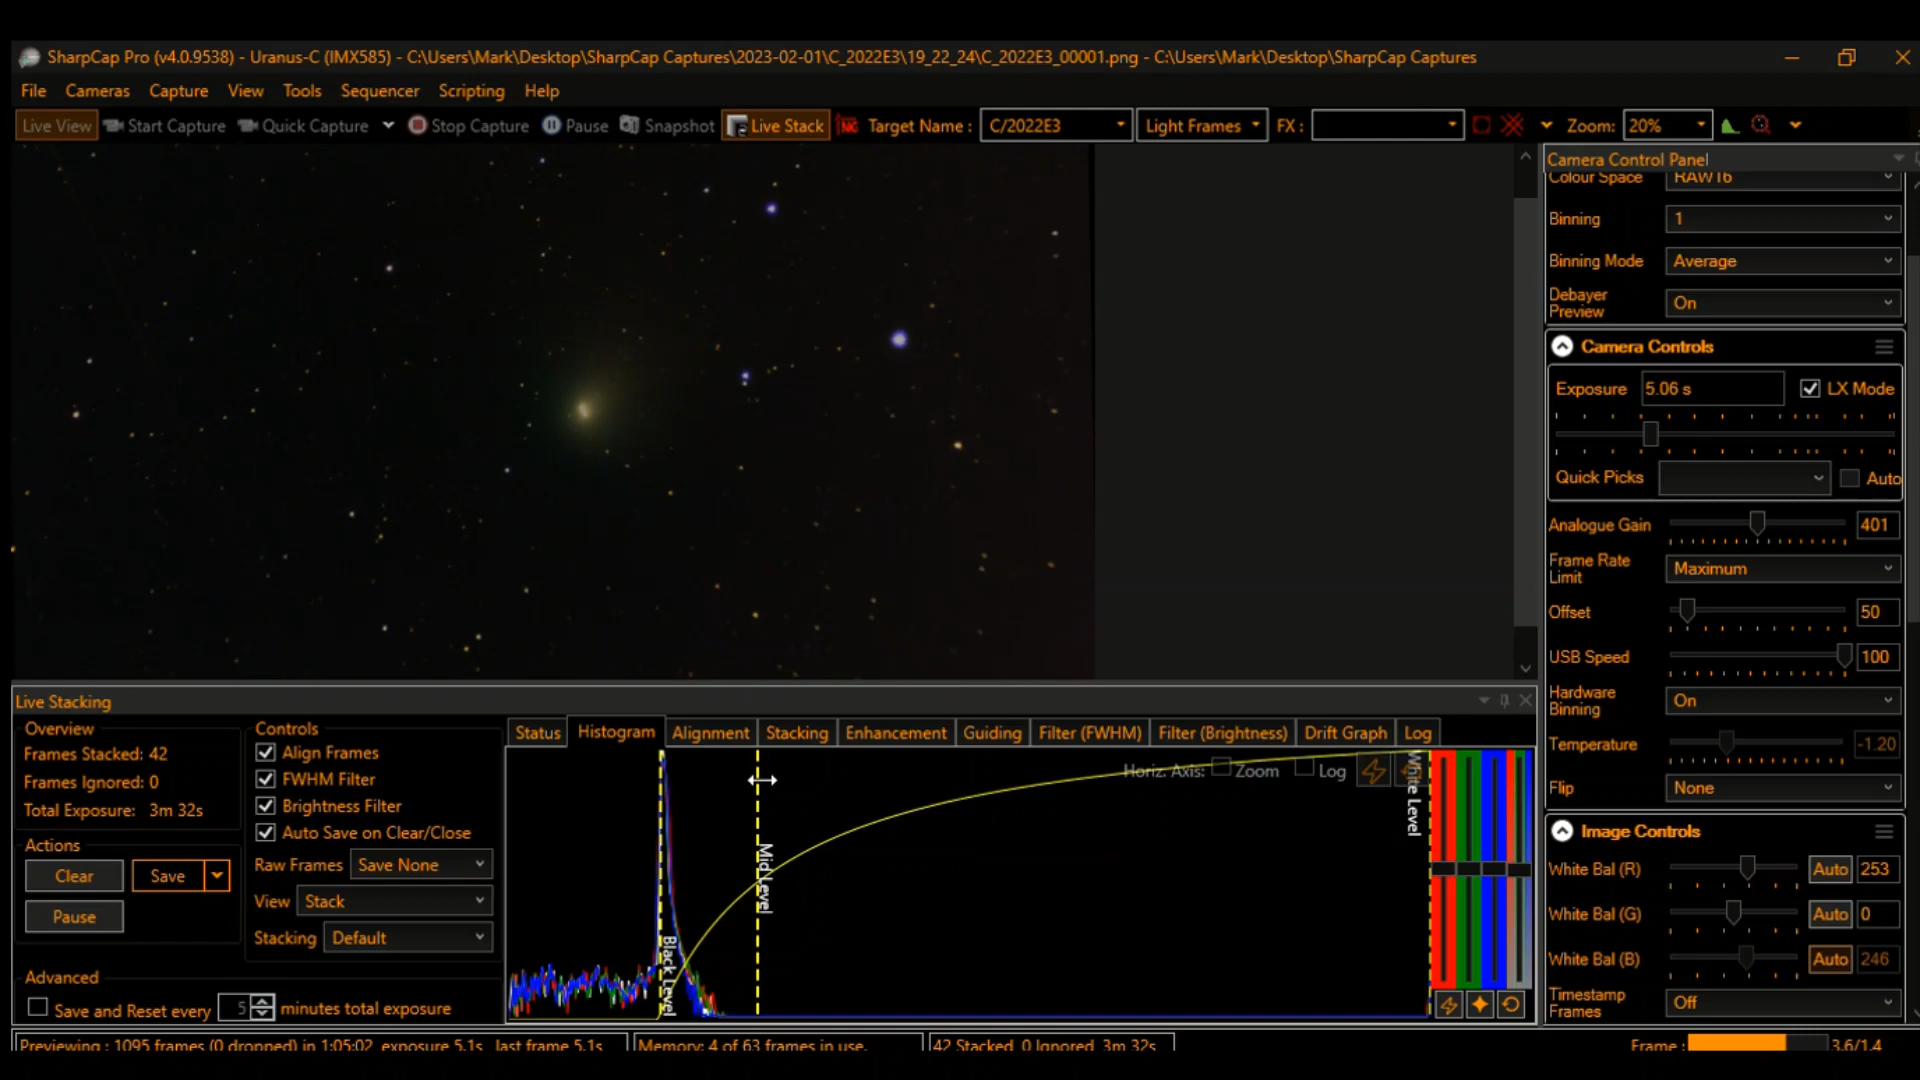 SharpCap Pro (v4.0.9538) - Uranus-C (IMX585) - C:\Users\Mark\Desktop\SharpCap Captures\2023-02-01\C_2022E3\19_22_24\C_2022E3_00001.png - C:\Users\Mark\Desktop\SharpCap Captures
File Cameras Capture View Tools Sequencer Scripting Help
Live View Start Capture Quick Capture Stop Capture Pause Snapshot Live Stack Target Name : C/2022E3 Light Frames FX : Zoom: 20%
Camera Control Panel
Colour Space RAW16
Binning 1
Binning Mode Average
Debayer Preview On
Camera Controls
Exposure 5.06 s LX Mode
Quick Picks Auto
Analogue Gain 401
Frame Rate Limit Maximum
Offset 50
USB Speed 100
Hardware Binning On
Temperature -1.20
Flip None
Image Controls
White Bal (R) Auto 253
White Bal (G) Auto 0
White Bal (B) Auto 246
Timestamp Frames Off
Live Stacking
Overview
Frames Stacked: 42
Frames Ignored: 0
Total Exposure: 3m 32s
Actions
Clear Save
Pause
Controls
Align Frames
FWHM Filter
Brightness Filter
Auto Save on Clear/Close
Raw Frames Save None
View Stack
Stacking Default
Advanced
Save and Reset every 5 minutes total exposure
Status Histogram Alignment Stacking Enhancement Guiding Filter (FWHM) Filter (Brightness) Drift Graph Log
Horiz. Axis: Zoom Log
Black Level
Mid Level
White Level
Previewing : 1095 frames (0 dropped) in 1:05:02 exposure 5.1s last frame 5.1s Memory: 4 of 63 frames in use. 42 Stacked, 0 Ignored, 3m 32s Frame : 3.6/1.4